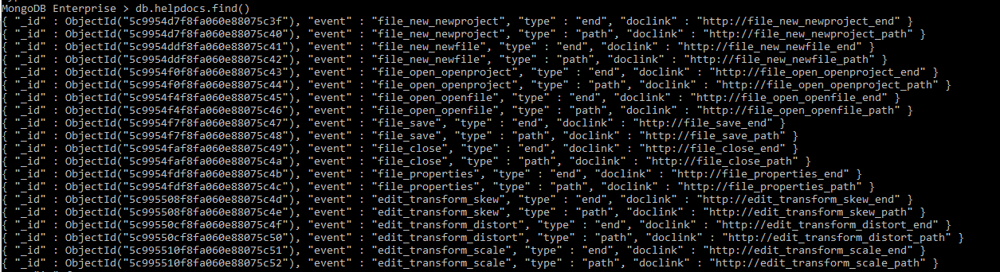 MongoDB Enterprise > db.helpdocs.find()
{ "_id" : ObjectId("5c9954d7f8fa060e88075c3f"), "event" : "file_new_newproject", "type" : "end", "doclink" : "http://file_new_newproject_end" }
{ "_id" : ObjectId("5c9954d7f8fa060e88075c40"), "event" : "file_new_newproject", "type" : "path", "doclink" : "http://file_new_newproject_path" }
{ "_id" : ObjectId("5c9954ddf8fa060e88075c41"), "event" : "file_new_newfile", "type" : "end", "doclink" : "http://file_new_newfile_end" }
{ "_id" : ObjectId("5c9954ddf8fa060e88075c42"), "event" : "file_new_newfile", "type" : "path", "doclink" : "http://file_new_newfile_path" }
{ "_id" : ObjectId("5c9954f0f8fa060e88075c43"), "event" : "file_open_openproject", "type" : "end", "doclink" : "http://file_open_openproject_end" }
{ "_id" : ObjectId("5c9954f0f8fa060e88075c44"), "event" : "file_open_openproject", "type" : "path", "doclink" : "http://file_open_openproject_path" }
{ "_id" : ObjectId("5c9954f4f8fa060e88075c45"), "event" : "file_open_openfile", "type" : "end", "doclink" : "http://file_open_openfile_end" }
{ "_id" : ObjectId("5c9954f4f8fa060e88075c46"), "event" : "file_open_openfile", "type" : "path", "doclink" : "http://file_open_openfile_path" }
{ "_id" : ObjectId("5c9954f7f8fa060e88075c47"), "event" : "file_save", "type" : "end", "doclink" : "http://file_save_end" }
{ "_id" : ObjectId("5c9954f7f8fa060e88075c48"), "event" : "file_save", "type" : "path", "doclink" : "http://file_save_path" }
{ "_id" : ObjectId("5c9954faf8fa060e88075c49"), "event" : "file_close", "type" : "end", "doclink" : "http://file_close_end" }
{ "_id" : ObjectId("5c9954faf8fa060e88075c4a"), "event" : "file_close", "type" : "path", "doclink" : "http://file_close_path" }
{ "_id" : ObjectId("5c9954fdf8fa060e88075c4b"), "event" : "file_properties", "type" : "end", "doclink" : "http://file_properties_end" }
{ "_id" : ObjectId("5c9954fdf8fa060e88075c4c"), "event" : "file_properties", "type" : "path", "doclink" : "http://file_properties_path" }
{ "_id" : ObjectId("5c995508f8fa060e88075c4d"), "event" : "edit_transform_skew", "type" : "end", "doclink" : "http://edit_transform_skew_end" }
{ "_id" : ObjectId("5c995508f8fa060e88075c4e"), "event" : "edit_transform_skew", "type" : "path", "doclink" : "http://edit_transform_skew_path" }
{ "_id" : ObjectId("5c99550cf8fa060e88075c4f"), "event" : "edit_transform_distort", "type" : "end", "doclink" : "http://edit_transform_distort_end" }
{ "_id" : ObjectId("5c99550cf8fa060e88075c50"), "event" : "edit_transform_distort", "type" : "path", "doclink" : "http://edit_transform_distort_path" }
{ "_id" : ObjectId("5c995510f8fa060e88075c51"), "event" : "edit_transform_scale", "type" : "end", "doclink" : "http://edit_transform_scale_end" }
{ "_id" : ObjectId("5c995510f8fa060e88075c52"), "event" : "edit_transform_scale", "type" : "path", "doclink" : "http://edit_transform_scale_path" }